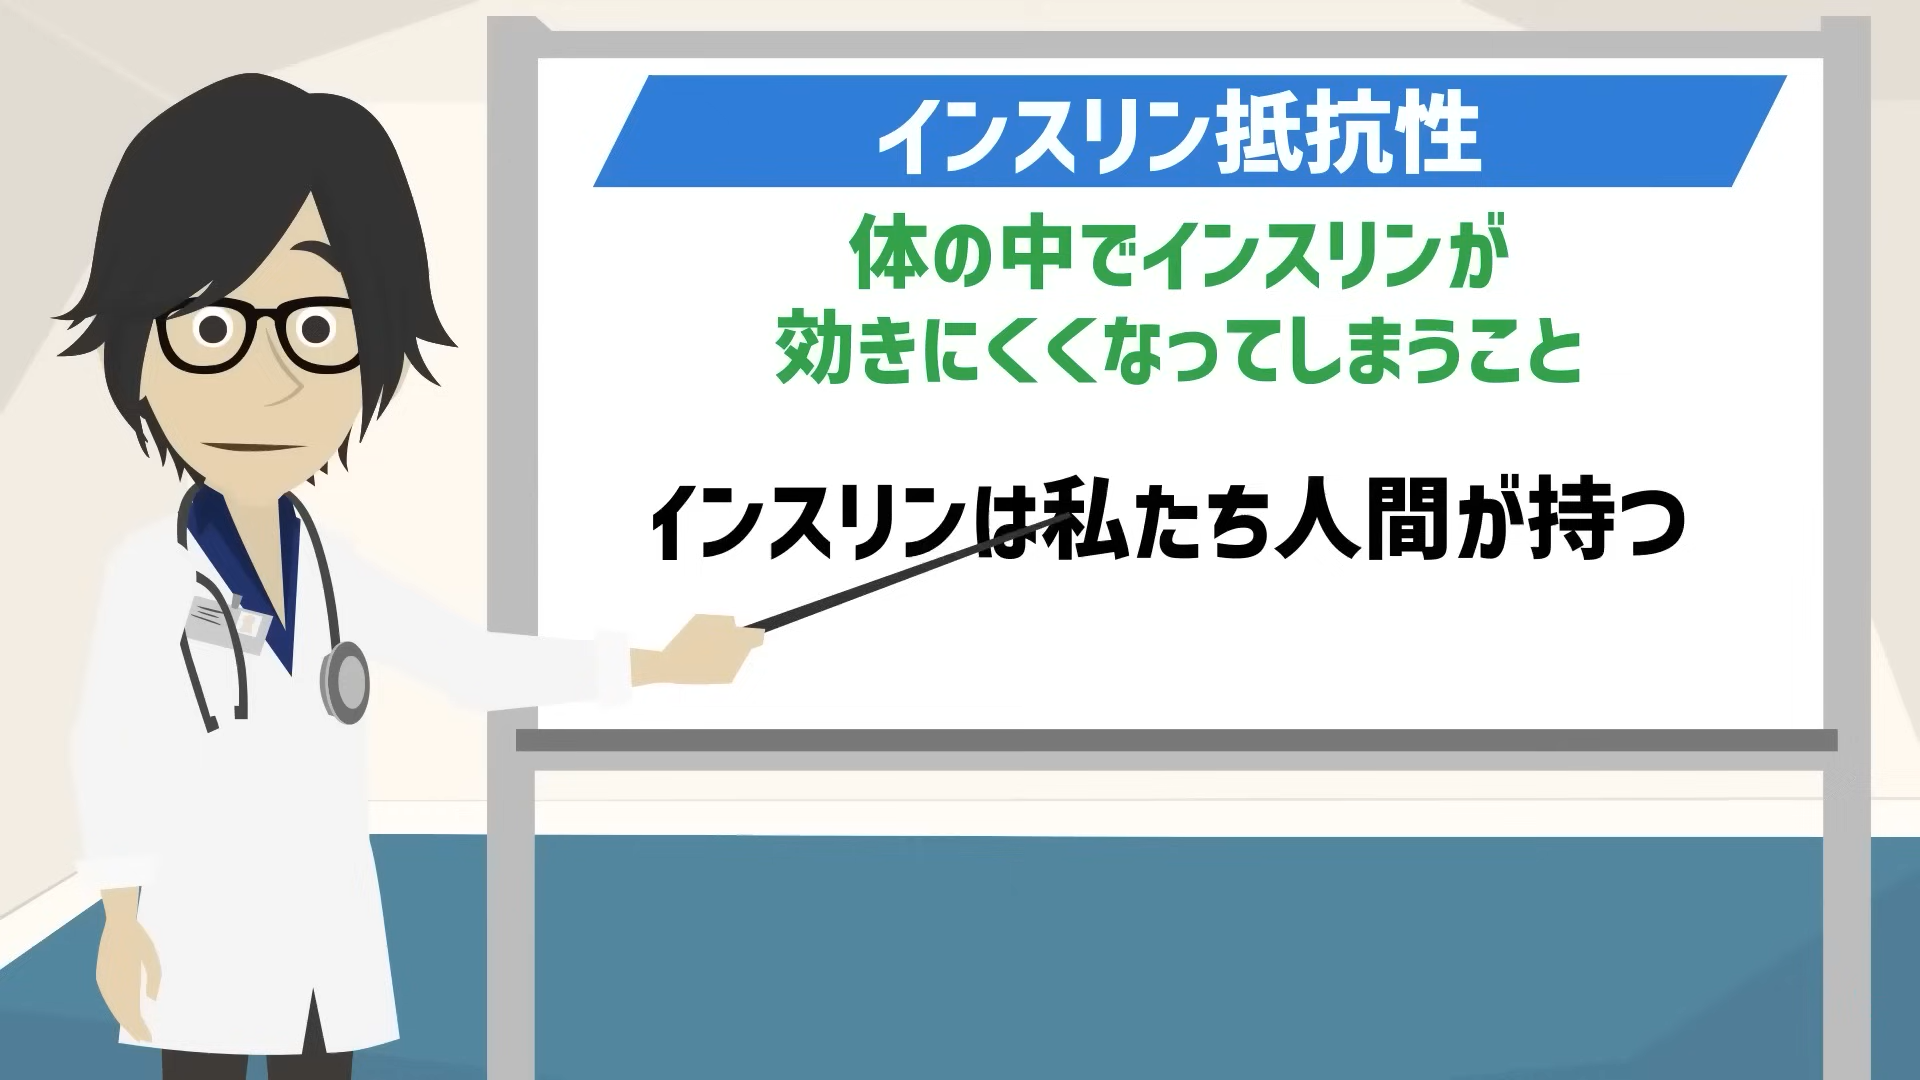 インスリン抵抗性
体の中でインスリンが
効きにくくなってしまうこと
インスリンは私たち人間が持つ